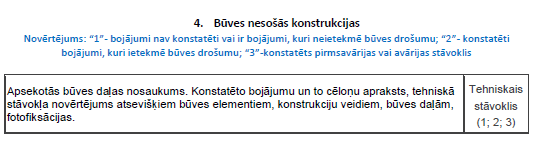 4. Būves nesošās konstrukcijas
Novērtējums: “1”- bojājumi nav konstatēti vai ir bojājumi, kuri neietekmē būves drošumu; “2”- konstatēti
bojājumi, kuri ietekmē būves drošumu; “3”-konstatēts pirmsavārijas vai avārijas stāvoklis
Apsekotās būves daļas nosaukums. Konstatēto bojājumu un to cēloņu apraksts, tehniskā
stāvokļa novērtējums atsevišķiem būves elementiem, konstrukciju veidiem, būves daļām,
fotofiksācijas.
Tehniskais
stāvoklis
(1; 2; 3)